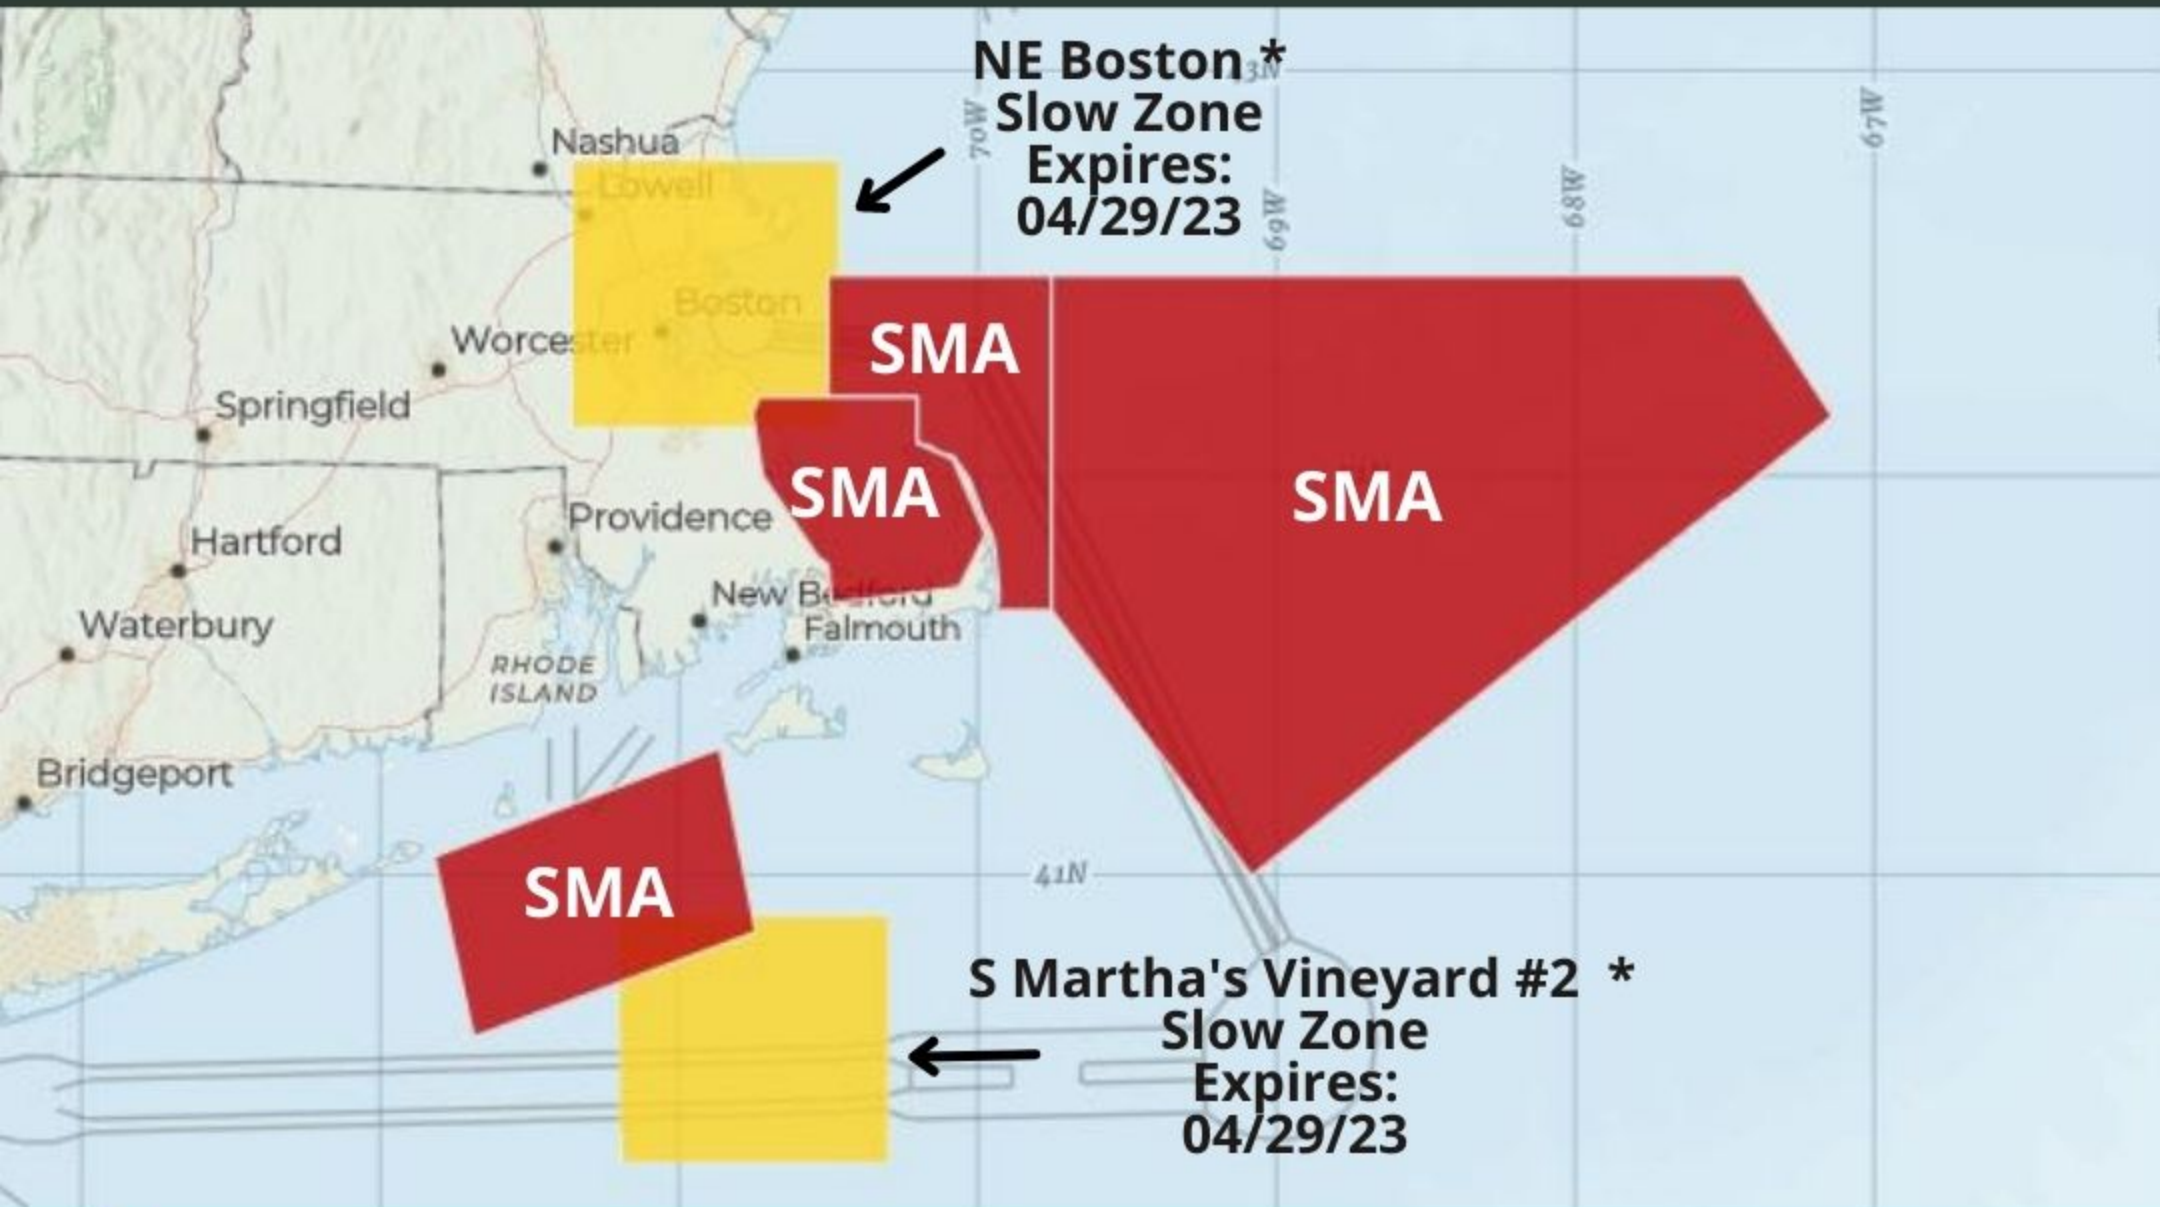 NE Boston *
Slow Zone
Expires:
04/29/23
43N
70W
69W
68W
67W
Nashua
Lowell
Boston
Worcester
SMA
Springfield
SMA
SMA
Providence
Hartford
New Bedford
Falmouth
Waterbury
RHODE
ISLAND
Bridgeport
SMA
41N
S Martha's Vineyard #2 *
Slow Zone
Expires:
04/29/23